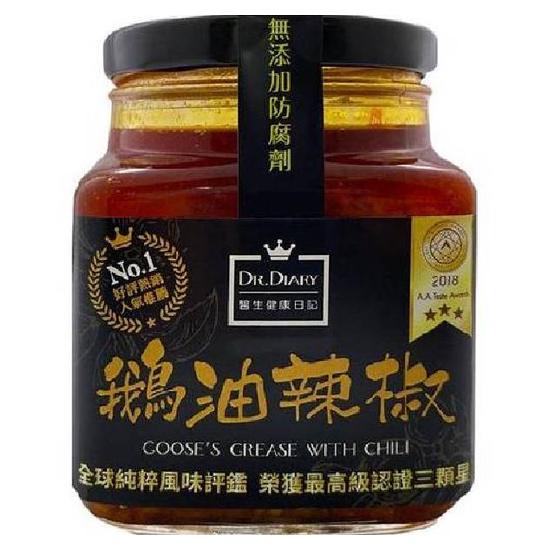 無添加防腐劑
No.1
好評熱銷
人氣推薦
DR.DIARY
醫生健康日記
2018
A.A. Taste Awards
鵝油辣椒
GOOSE'S GREASE WITH CHILI
全球純粹風味評鑑 榮獲最高級認證三顆星